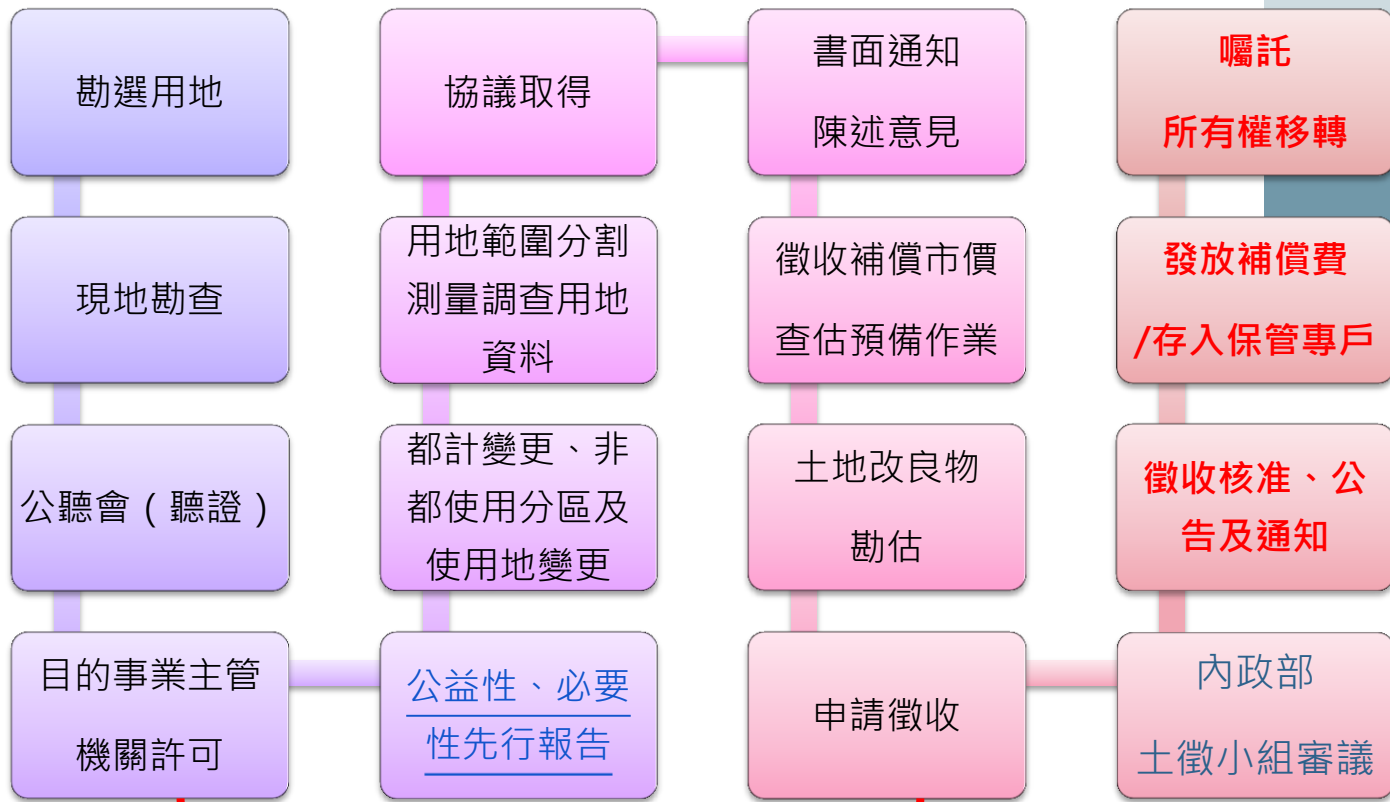 勘選用地
現地勘查
公聽會（聽證）
目的事業主管
機關許可
公益性、必要
性先行報告
都計變更、非
都使用分區及
使用地變更
用地範圍分割
測量調查用地
資料
協議取得
書面通知
陳述意見
徵收補償市價
查估預備作業
土地改良物
勘估
申請徵收
內政部
土徵小組審議
徵收核准、公
告及通知
發放補償費
/存入保管專戶
囑託
所有權移轉